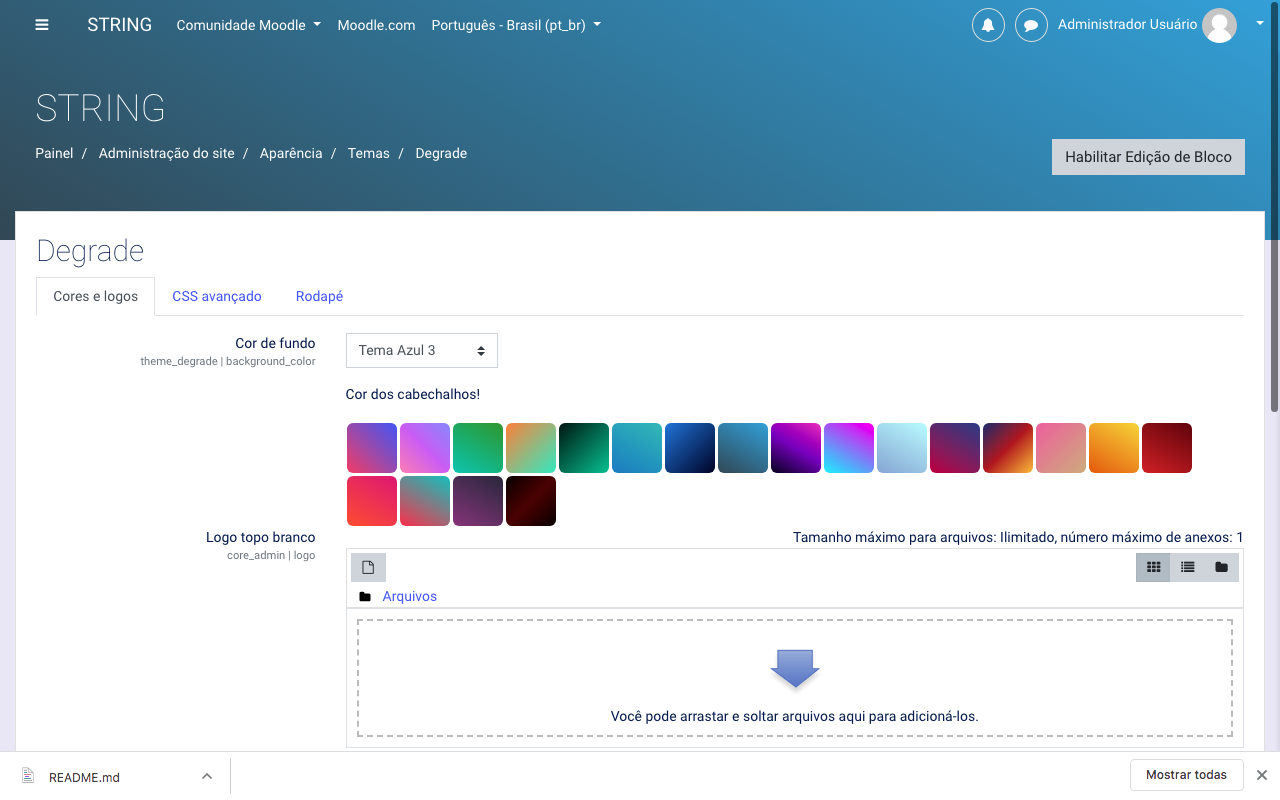 STRING Comunidade Moodle Moodle.com Português - Brasil (pt_br) Administrador Usuário
STRING
Painel / Administração do site / Aparência / Temas / Degrade
Habilitar Edição de Bloco
Degrade
Cores e logos CSS avançado Rodapé
Cor de fundo Tema Azul 3
theme_degrade | background_color
Cor dos cabechalhos!
Logo topo branco Tamanho máximo para arquivos: Ilimitado, número máximo de anexos: 1
core_admin | logo
Arquivos
Você pode arrastar e soltar arquivos aqui para adicioná-los.
README.md Mostrar todas